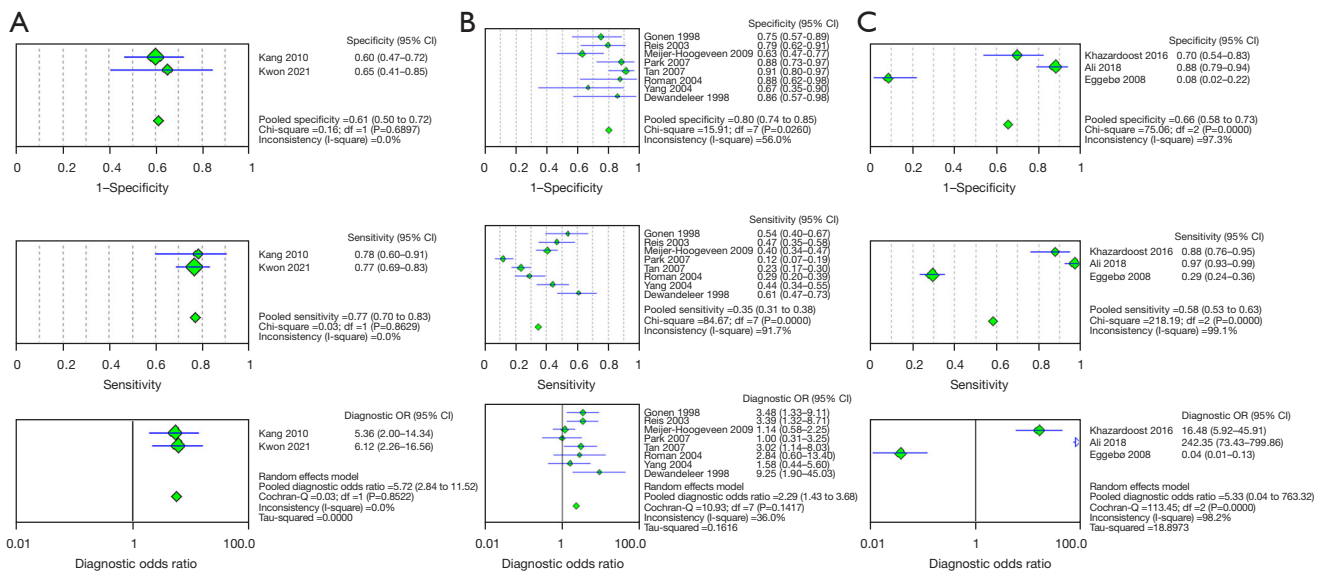 A
Specificity (95% CI)
Kang 2010 0.60 (0.47–0.72)
Kwon 2021 0.65 (0.41–0.85)
Pooled specificity =0.61 (0.50 to 0.72)
Chi-square =0.16; df =1 (P=0.6897)
Inconsistency (I-square) =0.0%
0 0.2 0.4 0.6 0.8 1
1–Specificity
Sensitivity (95% CI)
Kang 2010 0.78 (0.60–0.91)
Kwon 2021 0.77 (0.69–0.83)
Pooled sensitivity =0.77 (0.70 to 0.83)
Chi-square =0.03; df =1 (P=0.8629)
Inconsistency (I-square) =0.0%
0 0.2 0.4 0.6 0.8 1
Sensitivity
Diagnostic OR (95% CI)
Kang 2010 5.36 (2.00–14.34)
Kwon 2021 6.12 (2.26–16.56)
Random effects model
Pooled diagnostic odds ratio =5.72 (2.84 to 11.52)
Cochran-Q =0.03; df =1 (P=0.8522)
Inconsistency (I-square) =0.0%
Tau-squared =0.0000
0.01 1 100.0
Diagnostic odds ratio
B
Specificity (95% CI)
Gonen 1998 0.75 (0.57–0.89)
Reis 2003 0.79 (0.62–0.91)
Meijer-Hoogeveen 2009 0.63 (0.47–0.77)
Park 2007 0.88 (0.73–0.97)
Tan 2007 0.91 (0.80–0.97)
Roman 2004 0.88 (0.62–0.98)
Yang 2004 0.67 (0.35–0.90)
Dewandeleer 1998 0.86 (0.57–0.98)
Pooled specificity =0.80 (0.74 to 0.85)
Chi-square =15.91; df =7 (P=0.0260)
Inconsistency (I-square) =56.0%
0 0.2 0.4 0.6 0.8 1
1–Specificity
Sensitivity (95% CI)
Gonen 1998 0.54 (0.40–0.67)
Reis 2003 0.47 (0.35–0.58)
Meijer-Hoogeveen 2009 0.40 (0.34–0.47)
Park 2007 0.12 (0.07–0.19)
Tan 2007 0.23 (0.17–0.30)
Roman 2004 0.29 (0.20–0.39)
Yang 2004 0.44 (0.34–0.55)
Dewandeleer 1998 0.61 (0.47–0.73)
Pooled sensitivity =0.35 (0.31 to 0.38)
Chi-square =84.67; df =7 (P=0.0000)
Inconsistency (I-square) =91.7%
0 0.2 0.4 0.6 0.8 1
Sensitivity
Diagnostic OR (95% CI)
Gonen 1998 3.48 (1.33–9.11)
Reis 2003 3.39 (1.32–8.71)
Meijer-Hoogeveen 2009 1.14 (0.58–2.25)
Park 2007 1.00 (0.31–3.25)
Tan 2007 3.02 (1.14–8.03)
Roman 2004 2.84 (0.60–13.40)
Yang 2004 1.58 (0.44–5.60)
Dewandeleer 1998 9.25 (1.90–45.03)
Random effects model
Pooled diagnostic odds ratio =2.29 (1.43 to 3.68)
Cochran-Q =10.93; df =7 (P=0.1417)
Inconsistency (I-square) =36.0%
Tau-squared =0.1616
0.01 1 100.0
Diagnostic odds ratio
C
Specificity (95% CI)
Khazardoost 2016 0.70 (0.54–0.83)
Ali 2018 0.88 (0.79–0.94)
Eggebø 2008 0.08 (0.02–0.22)
Pooled specificity =0.66 (0.58 to 0.73)
Chi-square =75.06; df =2 (P=0.0000)
Inconsistency (I-square) =97.3%
0 0.2 0.4 0.6 0.8 1
1–Specificity
Sensitivity (95% CI)
Khazardoost 2016 0.88 (0.76–0.95)
Ali 2018 0.97 (0.93–0.99)
Eggebø 2008 0.29 (0.24–0.36)
Pooled sensitivity =0.58 (0.53 to 0.63)
Chi-square =218.19; df =2 (P=0.0000)
Inconsistency (I-square) =99.1%
0 0.2 0.4 0.6 0.8 1
Sensitivity
Diagnostic OR (95% CI)
Khazardoost 2016 16.48 (5.92–45.91)
Ali 2018 242.35 (73.43–799.86)
Eggebø 2008 0.04 (0.01–0.13)
Random effects model
Pooled diagnostic odds ratio =5.33 (0.04 to 763.32)
Cochran-Q =113.45; df =2 (P=0.0000)
Inconsistency (I-square) =98.2%
Tau-squared =18.8973
0.01 1 100.0
Diagnostic odds ratio